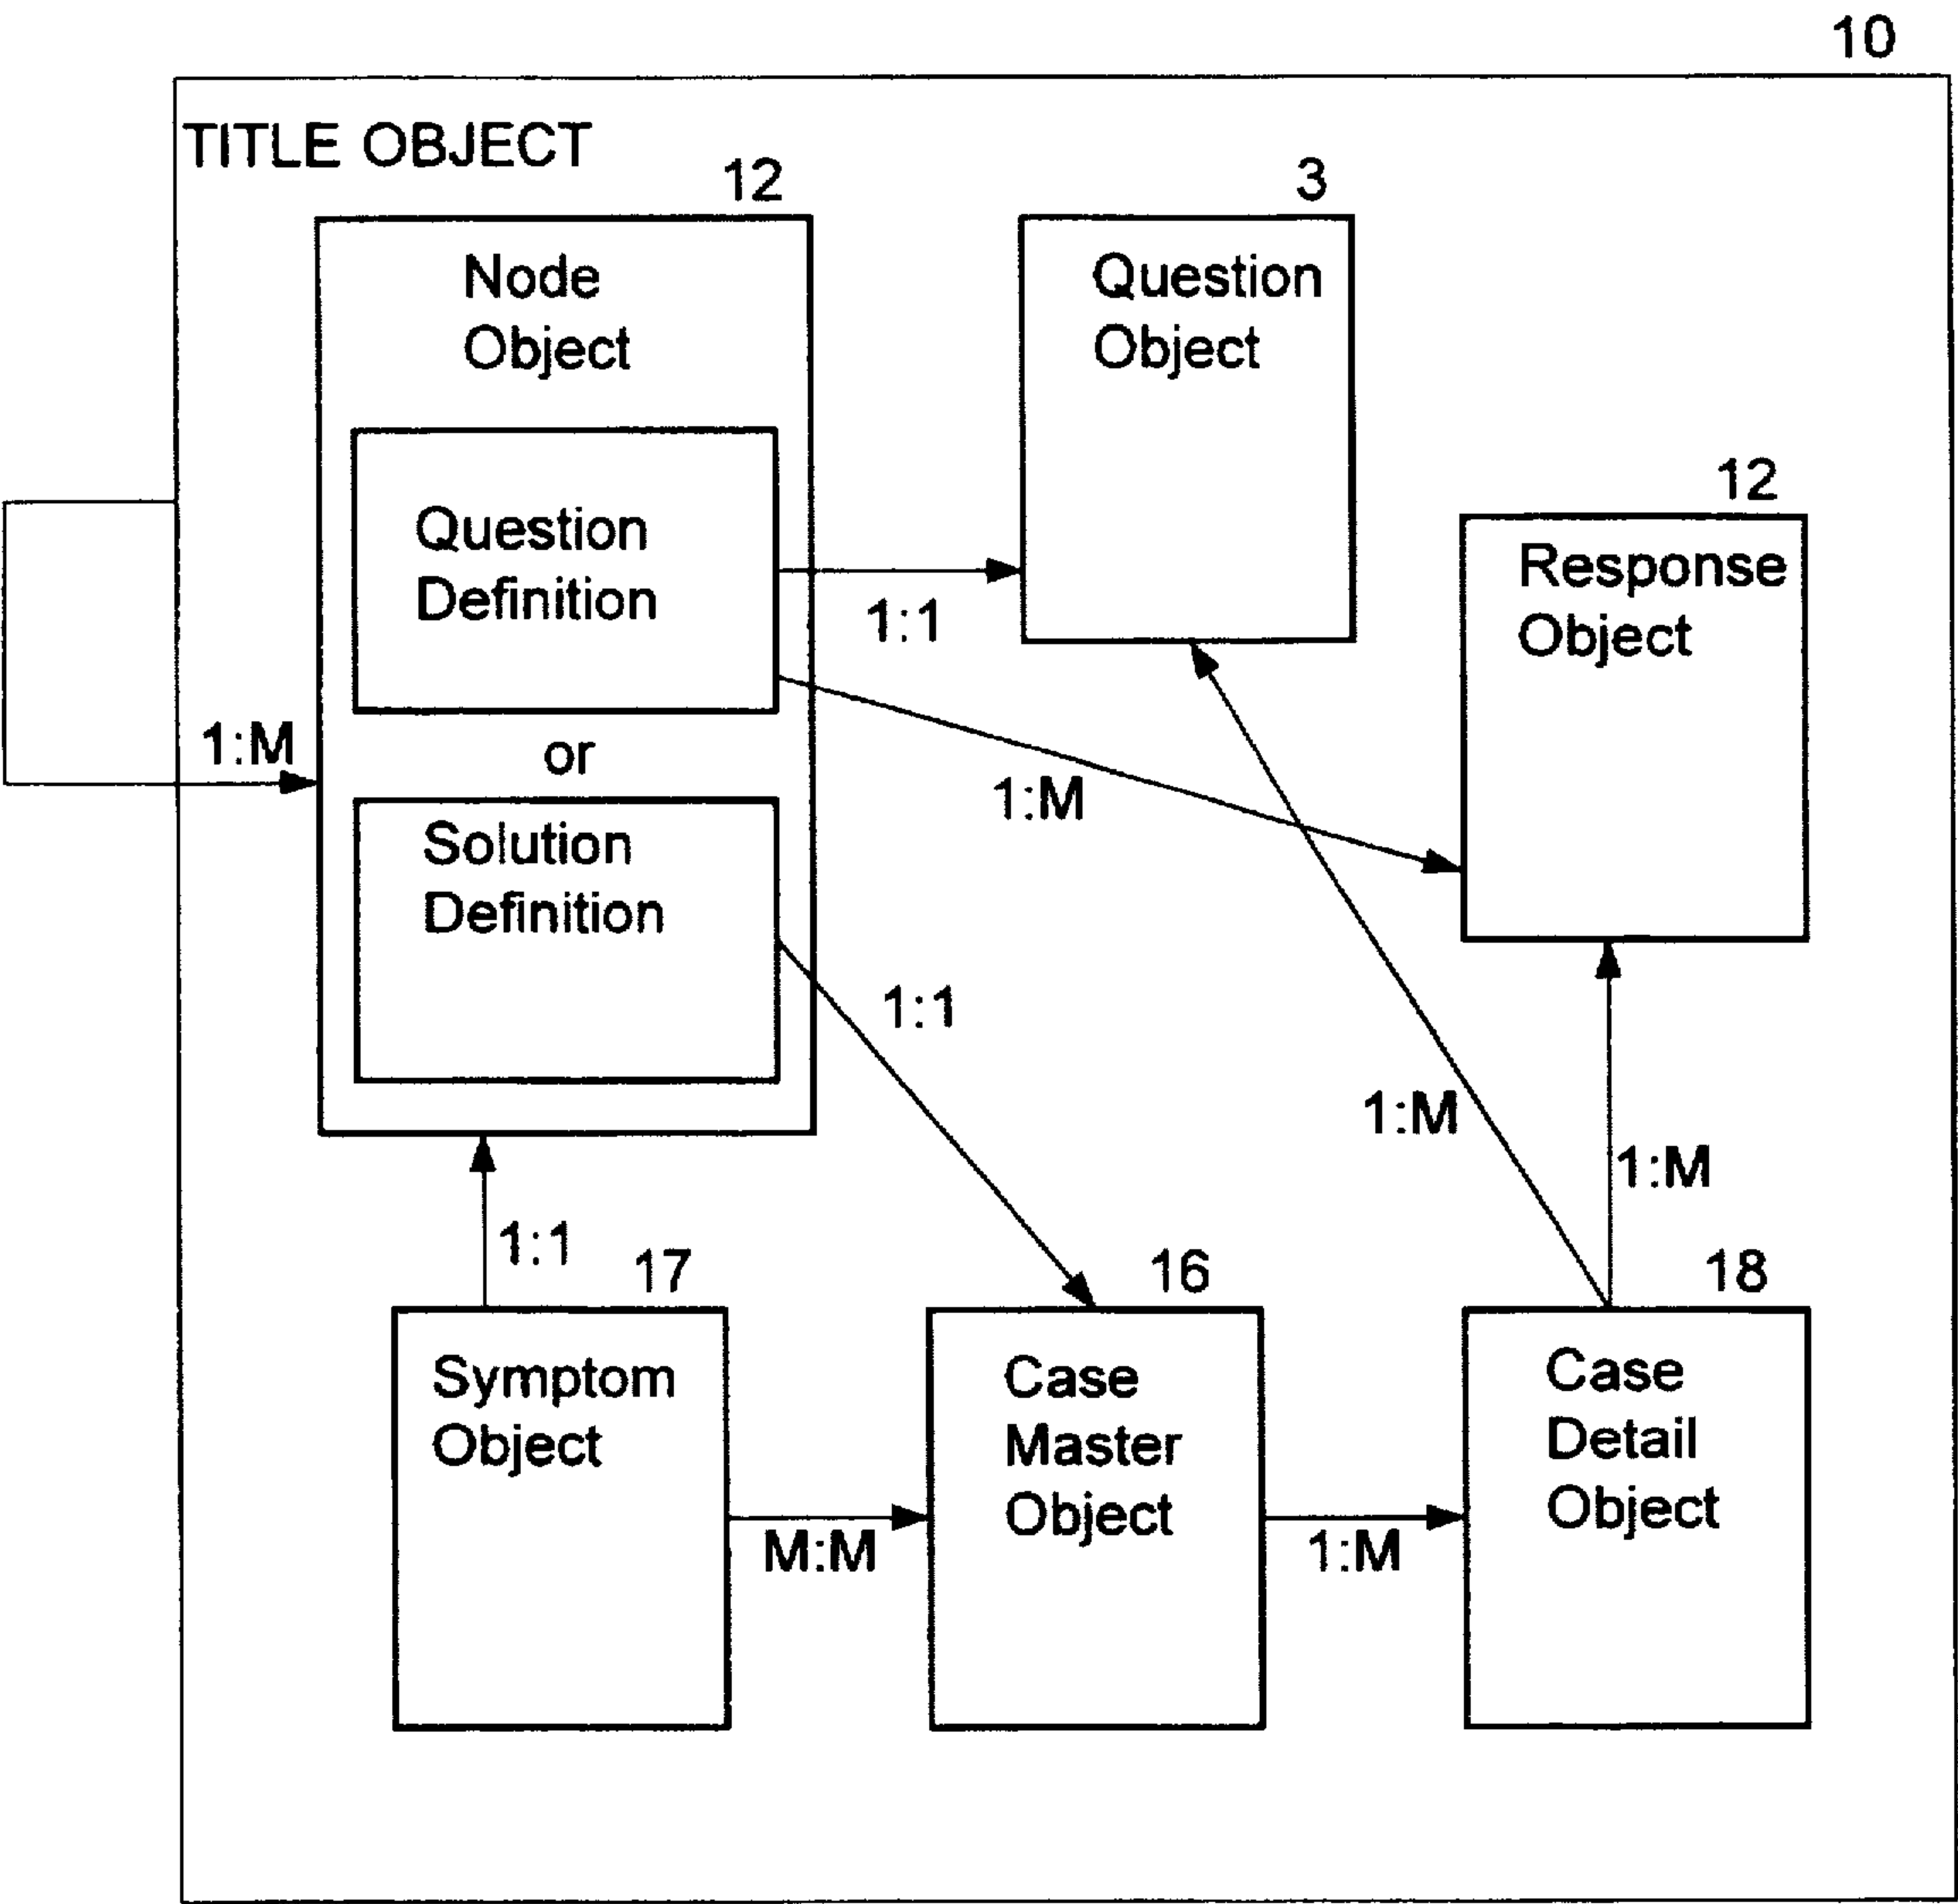 10
TITLE OBJECT
12
3
Node
Object
Question
Object
Question
Definition
1:1
12
Response
Object
1:M
or
1:M
Solution
Definition
1:1
1:M
1:M
1:1
17
16
18
Symptom
Object
Case
Master
Object
Case
Detail
Object
M:M
1:M